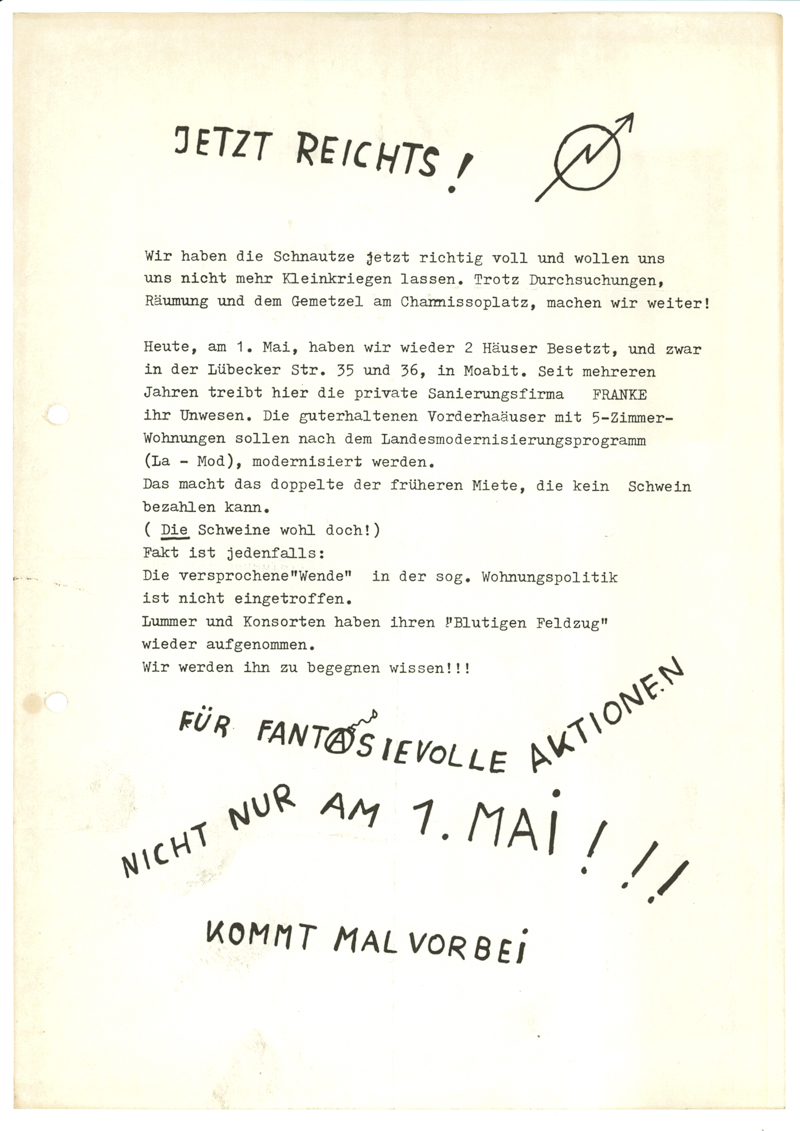 JETZT REICHTS!
Wir haben die Schnautze jetzt richtig voll und wollen uns
uns nicht mehr Kleinkriegen lassen. Trotz Durchsuchungen,
Räumung und dem Gemetzel am Chamissoplatz, machen wir weiter!
Heute, am 1. Mai, haben wir wieder 2 Häuser Besetzt, und zwar
in der Lübecker Str. 35 und 36, in Moabit. Seit mehreren
Jahren treibt hier die private Sanierungsfirma FRANKE
ihr Unwesen. Die guterhaltenen Vorderhaäuser mit 5-Zimmer-
Wohnungen sollen nach dem Landesmodernisierungsprogramm
(La - Mod), modernisiert werden.
Das macht das doppelte der früheren Miete, die kein Schwein
bezahlen kann.
( Die Schweine wohl doch!)
Fakt ist jedenfalls:
Die versprochene"Wende" in der sog. Wohnungspolitik
ist nicht eingetroffen.
Lummer und Konsorten haben ihren "Blutigen Feldzug"
wieder aufgenommen.
Wir werden ihn zu begegnen wissen!!!
FÜR FANTASIEVOLLE AKTIONEN
NICHT NUR AM 1. MAi!!!
KOMMT MAL VORBEi